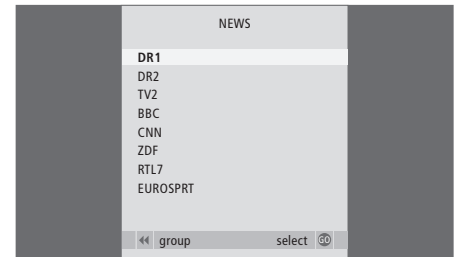 NEWS
DR1
DR2
TV2
BBC
CNN
ZDF
RTL7
EUROSPRT
group select GO